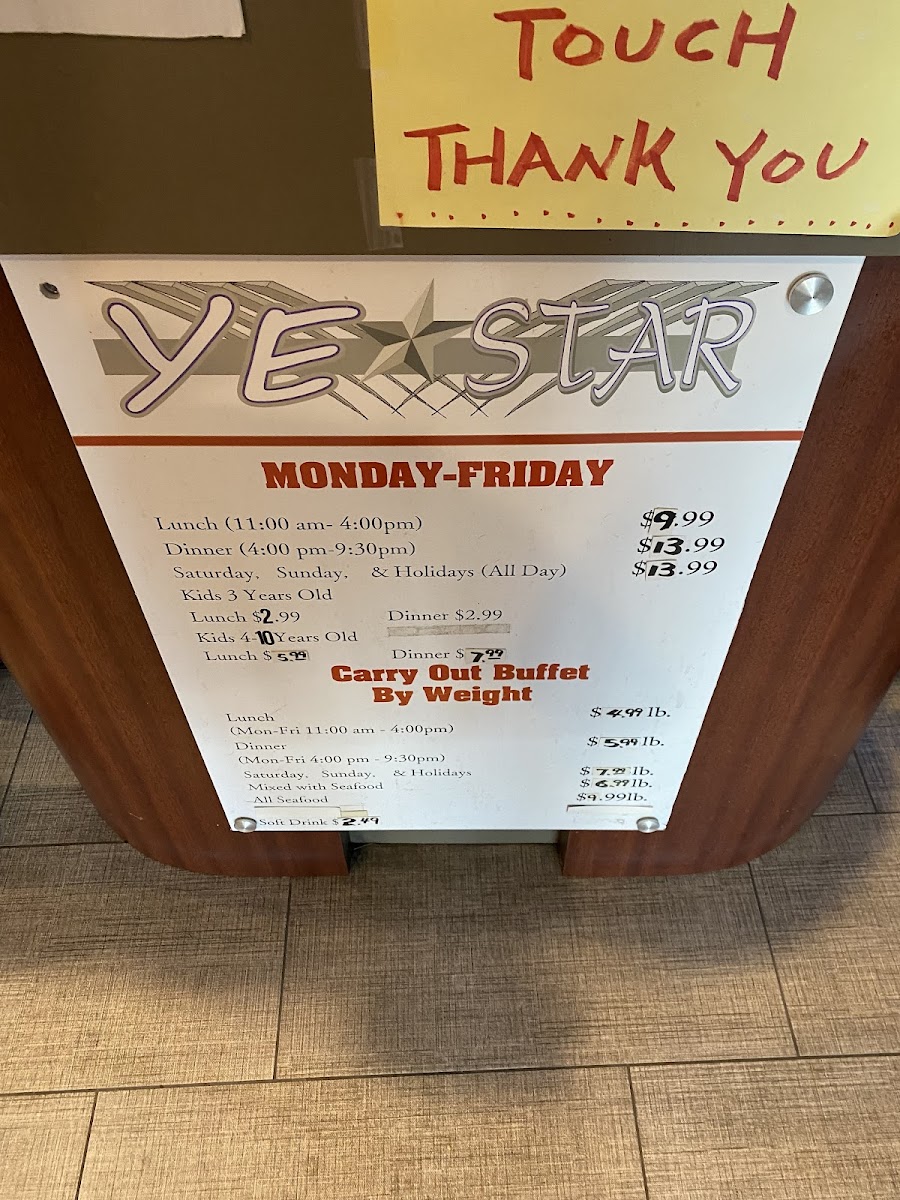 TOUCH
THANK YOU
YE STAR
MONDAY-FRIDAY
Lunch (11:00 am- 4:00pm) $9.99
Dinner (4:00 pm-9:30pm) $13.99
Saturday, Sunday, & Holidays (All Day) $13.99
Kids 3 Years Old
Lunch $2.99 Dinner $2.99
Kids 4-10 Years Old
Lunch $5.99 Dinner $7.99
Carry Out Buffet
By Weight
Lunch $4.99 lb.
(Mon-Fri 11:00 am - 4:00pm)
Dinner $5.99 lb.
(Mon-Fri 4:00 pm - 9:30pm)
Saturday, Sunday, & Holidays $7.99 lb.
Mixed with Seafood $6.99 lb.
All Seafood $9.99lb.
Soft Drink $2.49